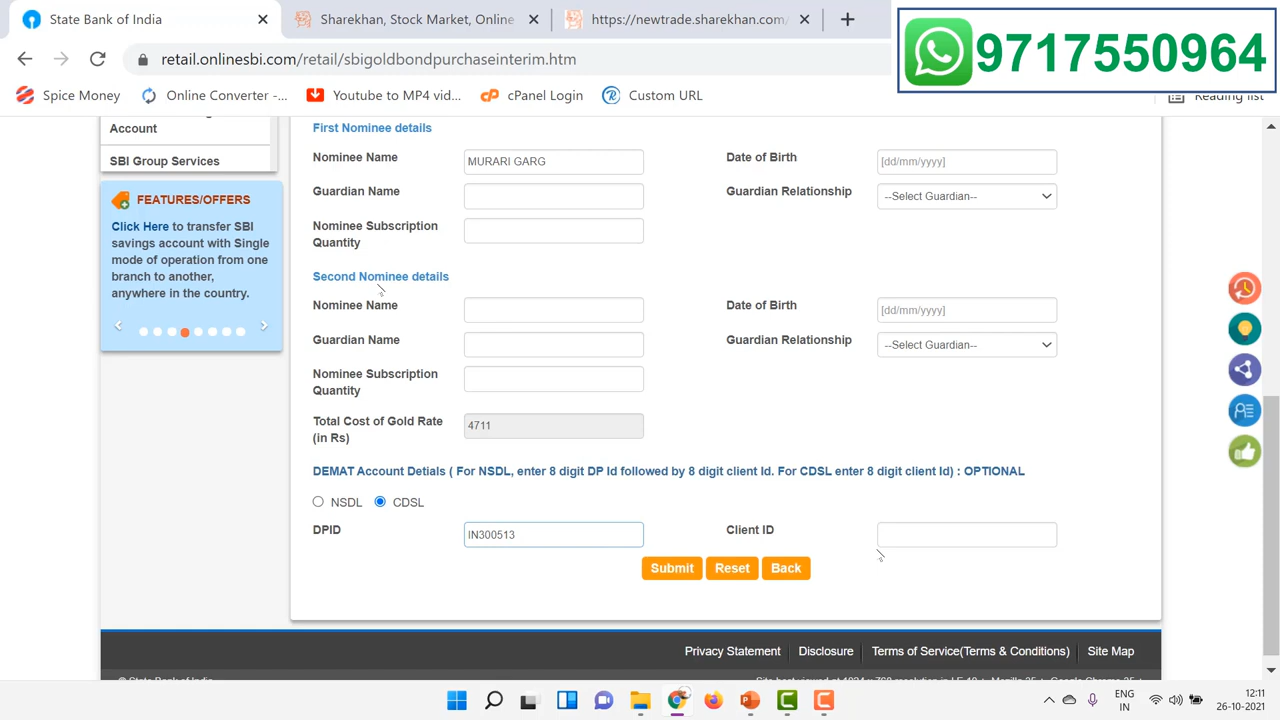 State Bank of India
Sharekhan, Stock Market, Online
https://newtrade.sharekhan.com/
9717550964
retail.onlinesbi.com/retail/sbigoldbondpurchaseinterim.htm
Spice Money
Online Converter -...
Youtube to MP4 vid...
cPanel Login
Custom URL
Reading list
Account
SBI Group Services
FEATURES/OFFERS
Click Here to transfer SBI
savings account with Single
mode of operation from one
branch to another,
anywhere in the country.
First Nominee details
Nominee Name
MURARI GARG
Date of Birth
[dd/mm/yyyy]
Guardian Name
Guardian Relationship
--Select Guardian--
Nominee Subscription
Quantity
Second Nominee details
Nominee Name
Date of Birth
[dd/mm/yyyy]
Guardian Name
Guardian Relationship
--Select Guardian--
Nominee Subscription
Quantity
Total Cost of Gold Rate
(in Rs)
4711
DEMAT Account Detials ( For NSDL, enter 8 digit DP Id followed by 8 digit client Id. For CDSL enter 8 digit client Id) : OPTIONAL
NSDL
CDSL
DPID
IN300513
Client ID
Submit
Reset
Back
Privacy Statement
Disclosure
Terms of Service(Terms & Conditions)
Site Map
© State Bank of India
ENG
IN
12:11
26-10-2021